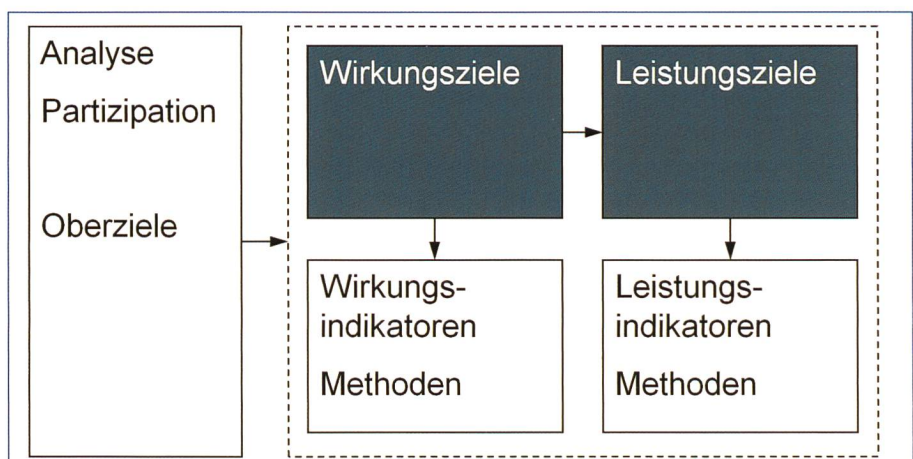 Analyse
Partizipation
Oberziele
Wirkungsziele
Leistungsziele
Wirkungs-
indikatoren
Methoden
Leistungs-
indikatoren
Methoden